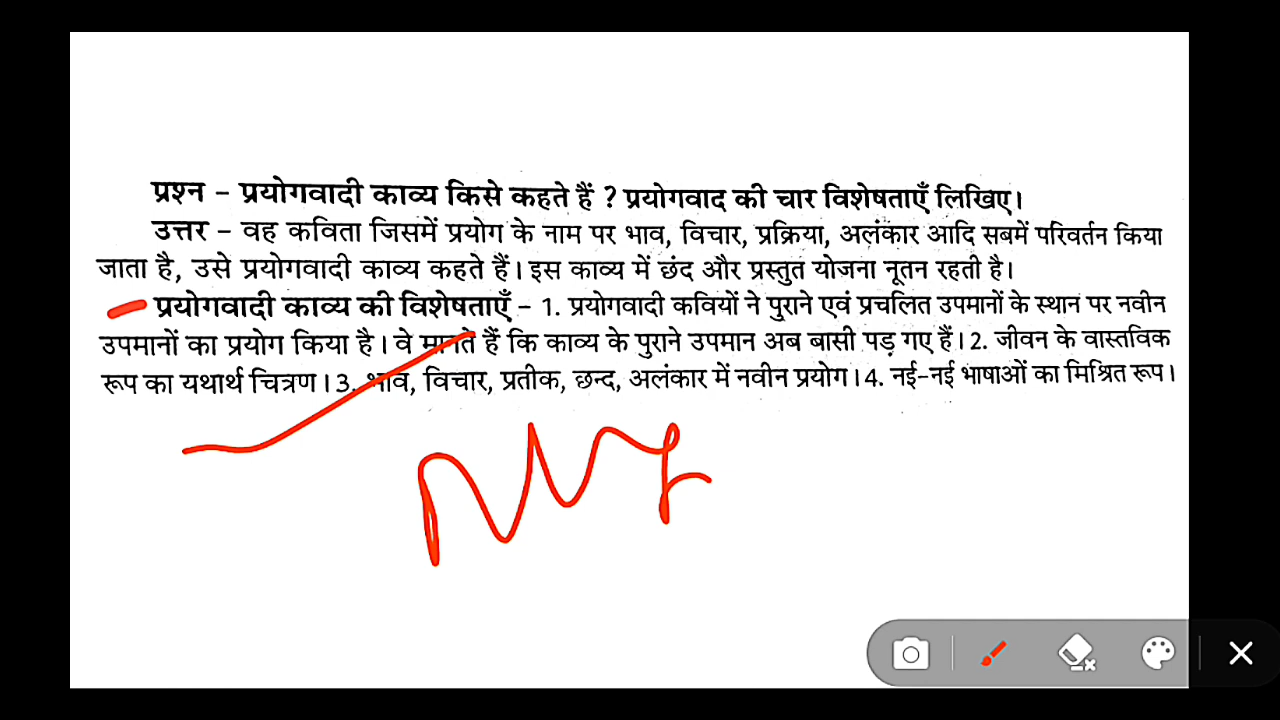 प्रश्न – प्रयोगवादी काव्य किसे कहते हैं ? प्रयोगवाद की चार विशेषताएँ लिखिए।
उत्तर – वह कविता जिसमें प्रयोग के नाम पर भाव, विचार, प्रक्रिया, अलंकार आदि सबमें परिवर्तन किया
जाता है, उसे प्रयोगवादी काव्य कहते हैं। इस काव्य में छंद और प्रस्तुत योजना नूतन रहती है।
प्रयोगवादी काव्य की विशेषताएँ – 1. प्रयोगवादी कवियों ने पुराने एवं प्रचलित उपमानों के स्थान पर नवीन
उपमानों का प्रयोग किया है। वे मानते हैं कि काव्य के पुराने उपमान अब बासी पड़ गए हैं। 2. जीवन के वास्तविक
रूप का यथार्थ चित्रण। 3. भाव, विचार, प्रतीक, छन्द, अलंकार में नवीन प्रयोग। 4. नई-नई भाषाओं का मिश्रित रूप।